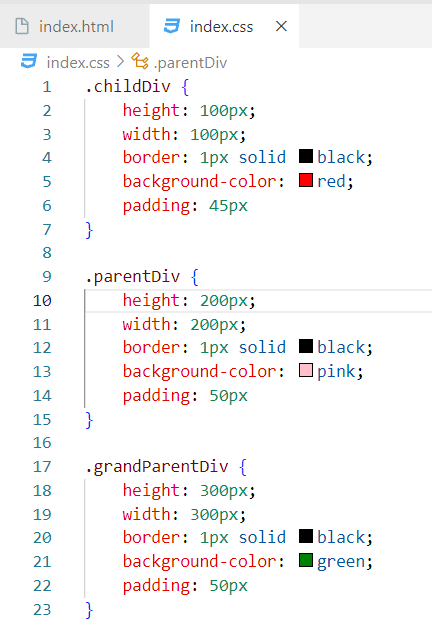 index.html index.css ×
index.css > .parentDiv
1 .childDiv {
2 height: 100px;
3 width: 100px;
4 border: 1px solid black;
5 background-color: red;
6 padding: 45px
7 }
8
9 .parentDiv {
10 height: 200px;
11 width: 200px;
12 border: 1px solid black;
13 background-color: pink;
14 padding: 50px
15 }
16
17 .grandParentDiv {
18 height: 300px;
19 width: 300px;
20 border: 1px solid black;
21 background-color: green;
22 padding: 50px
23 }